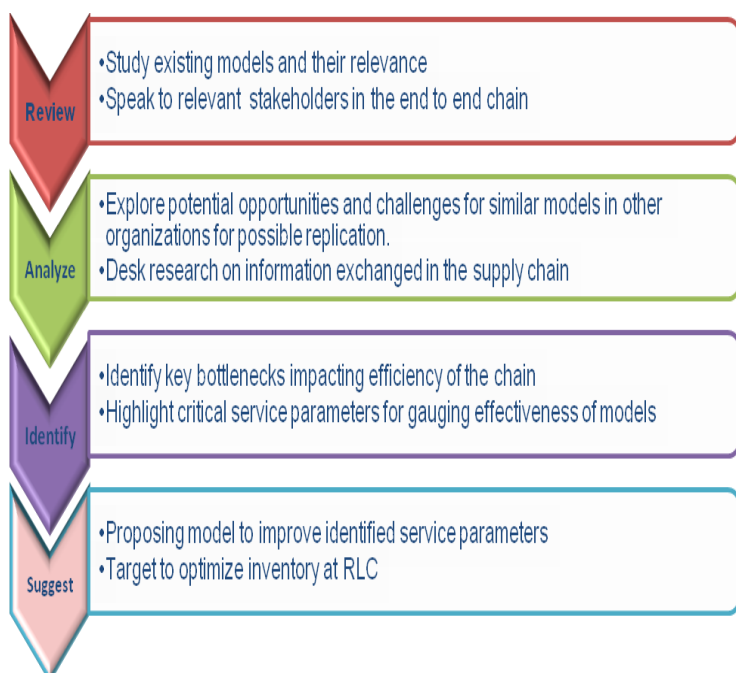 Review
•Study existing models and their relevance
•Speak to relevant stakeholders in the end to end chain
Analyze
•Explore potential opportunities and challenges for similar models in other
organizations for possible replication.
•Desk research on information exchanged in the supply chain
Identify
•Identify key bottlenecks impacting efficiency of the chain
•Highlight critical service parameters for gauging effectiveness of models
Suggest
•Proposing model to improve identified service parameters
•Target to optimize inventory at RLC